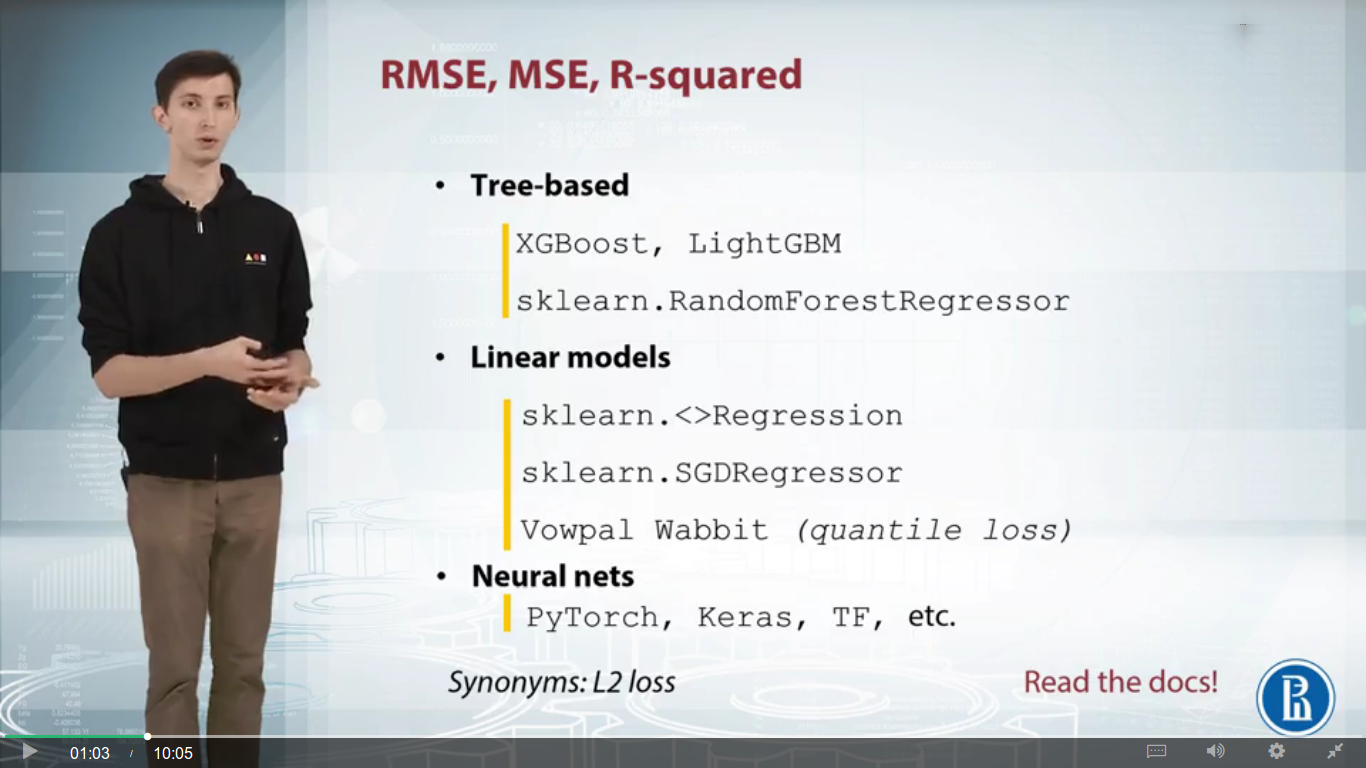 RMSE, MSE, R-squared
• Tree-based
XGBoost, LightGBM
sklearn.RandomForestRegressor
• Linear models
sklearn.<>Regression
sklearn.SGDRegressor
Vowpal Wabbit (quantile loss)
• Neural nets
PyTorch, Keras, TF, etc.
Synonyms: L2 loss
Read the docs!
01:03 / 10:05